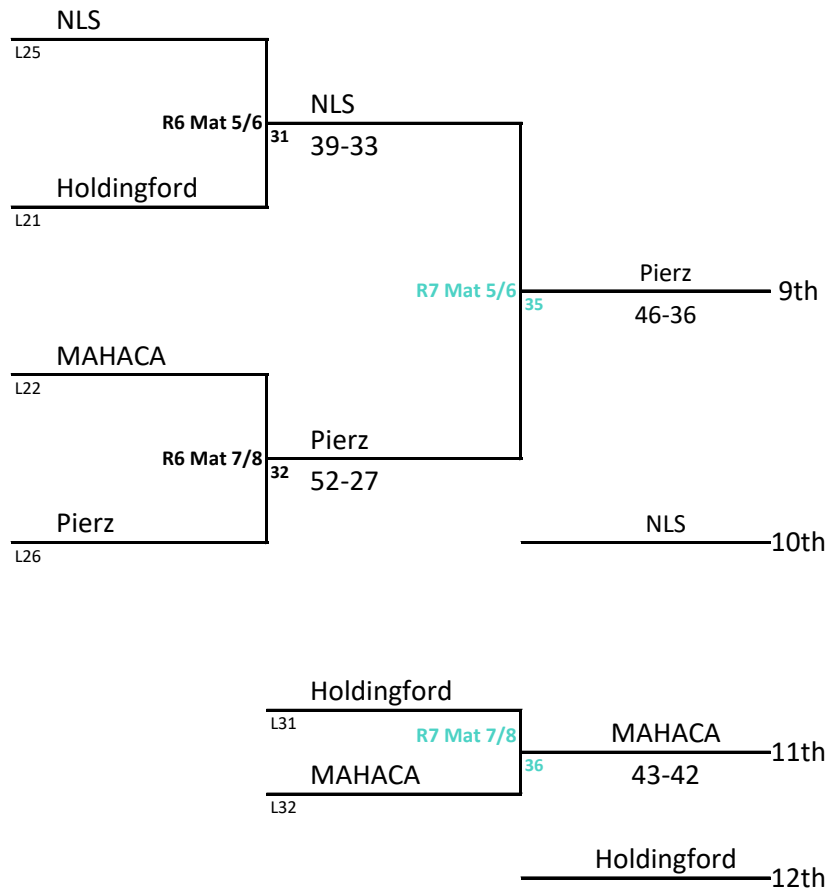 NLS
L25
R6 Mat 5/6
31
NLS
39-33
Holdingford
L21
R7 Mat 5/6
35
Pierz
46-36
9th
MAHACA
L22
R6 Mat 7/8
32
Pierz
52-27
Pierz
L26
NLS
10th
Holdingford
L31
R7 Mat 7/8
36
MAHACA
43-42
11th
MAHACA
L32
Holdingford
12th